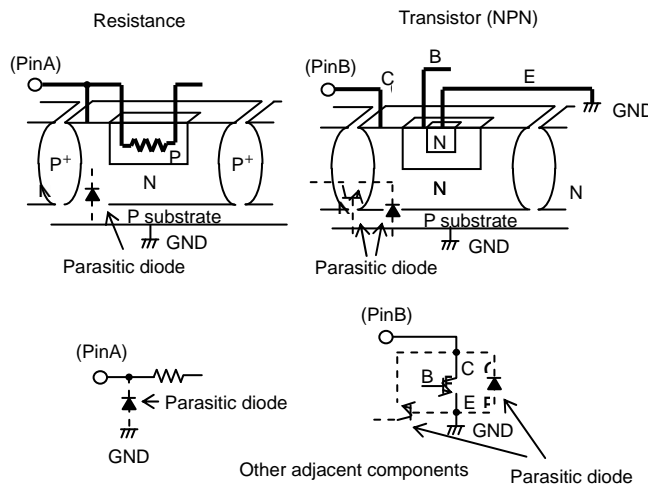 Resistance
Transistor (NPN)
(PinA)
(PinB)
C
B
E
GND
P+
P
P+
N
N
N
N
P substrate
GND
Parasitic diode
P substrate
GND
Parasitic diode
(PinA)
Parasitic diode
GND
(PinB)
C
B
E
GND
Other adjacent components
Parasitic diode